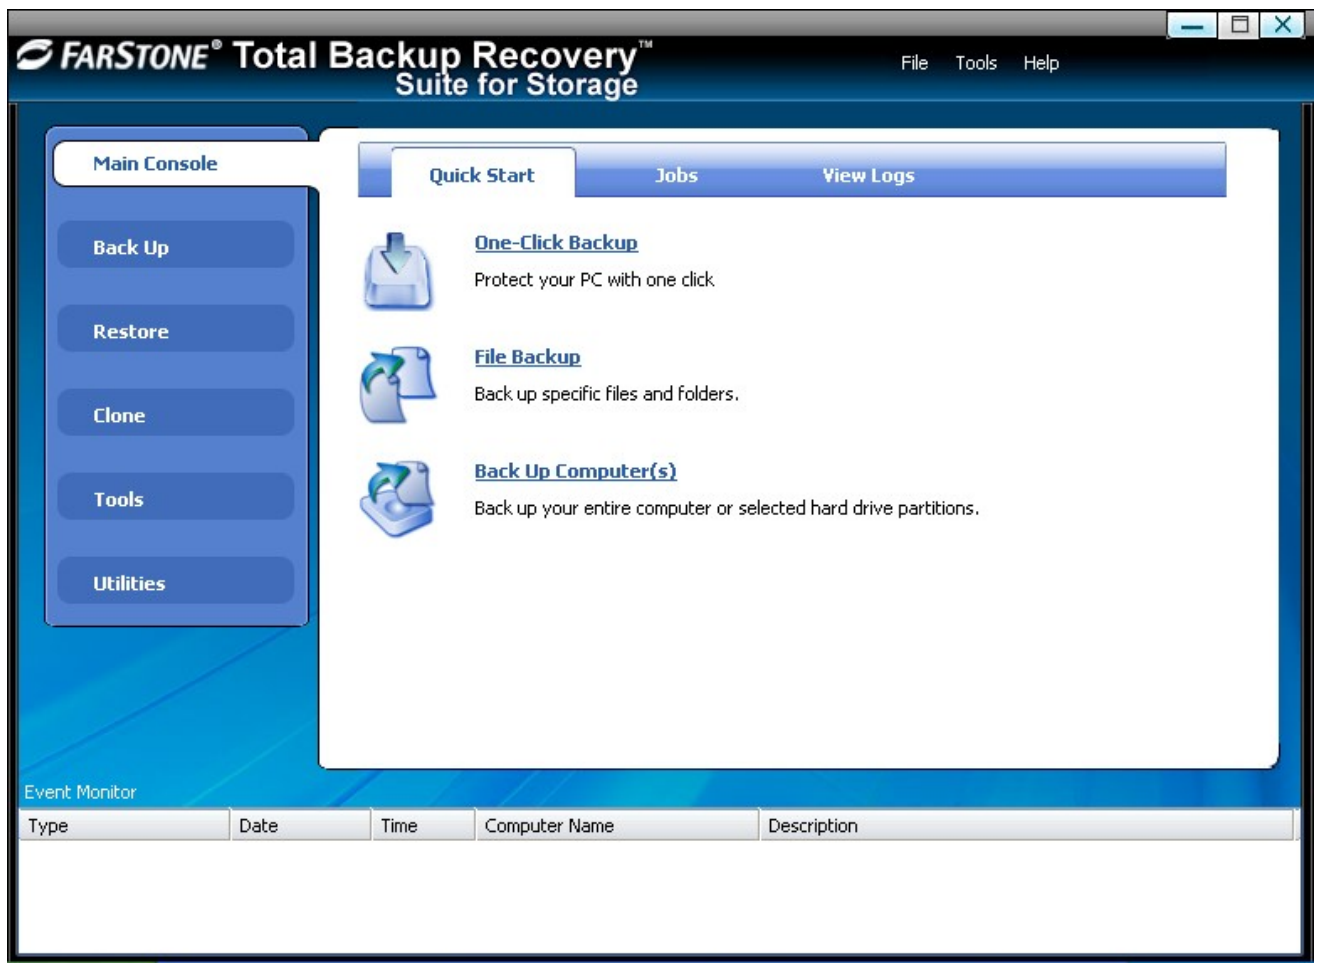 FARSTONE® Total Backup Recovery™
Suite for Storage
File Tools Help
Main Console
Back Up
Restore
Clone
Tools
Utilities
Quick Start Jobs View Logs
One-Click Backup
Protect your PC with one click
File Backup
Back up specific files and folders.
Back Up Computer(s)
Back up your entire computer or selected hard drive partitions.
Event Monitor
Type Date Time Computer Name Description